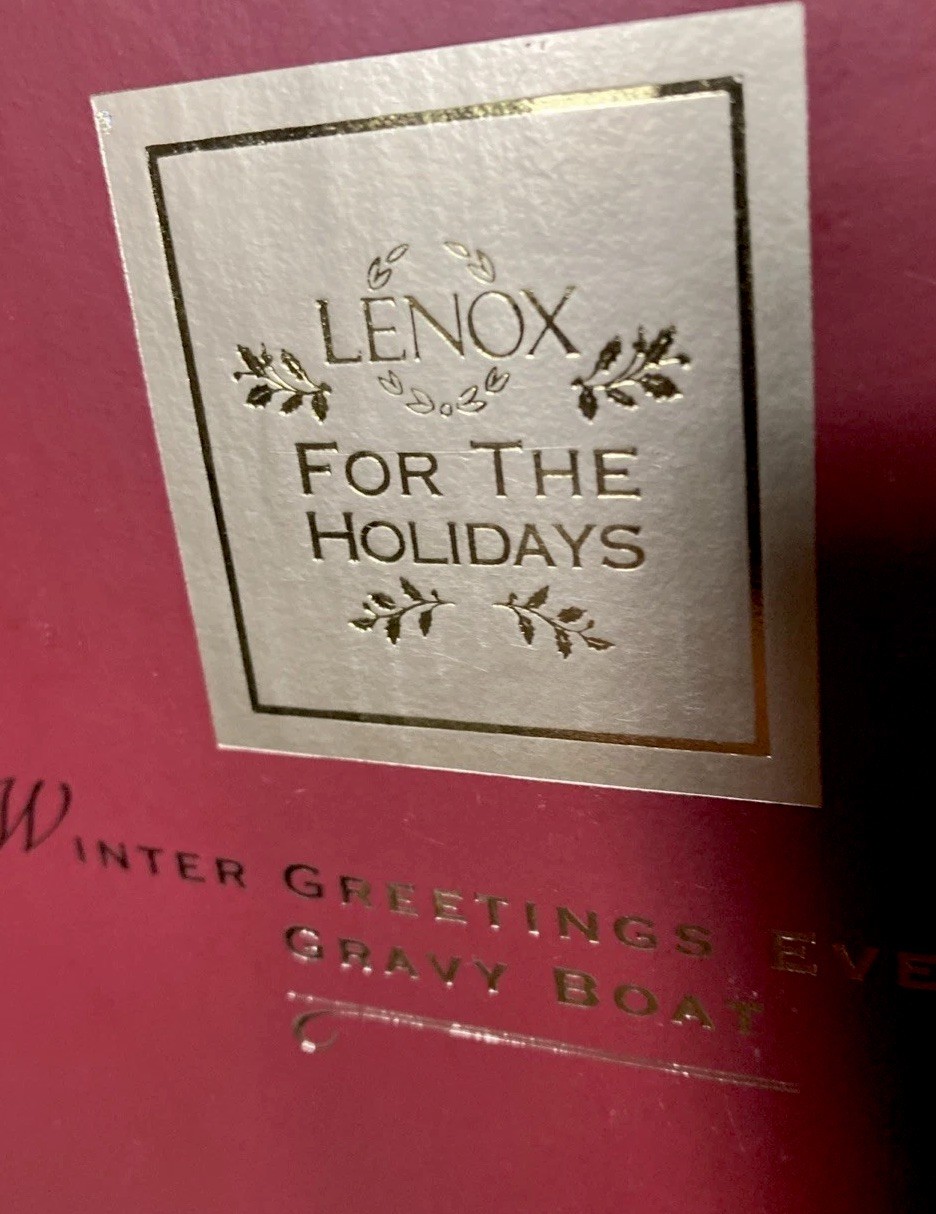 LENOX
FOR THE
HOLIDAYS
WINTER GREETINGS EVE
GRAVY BOAT